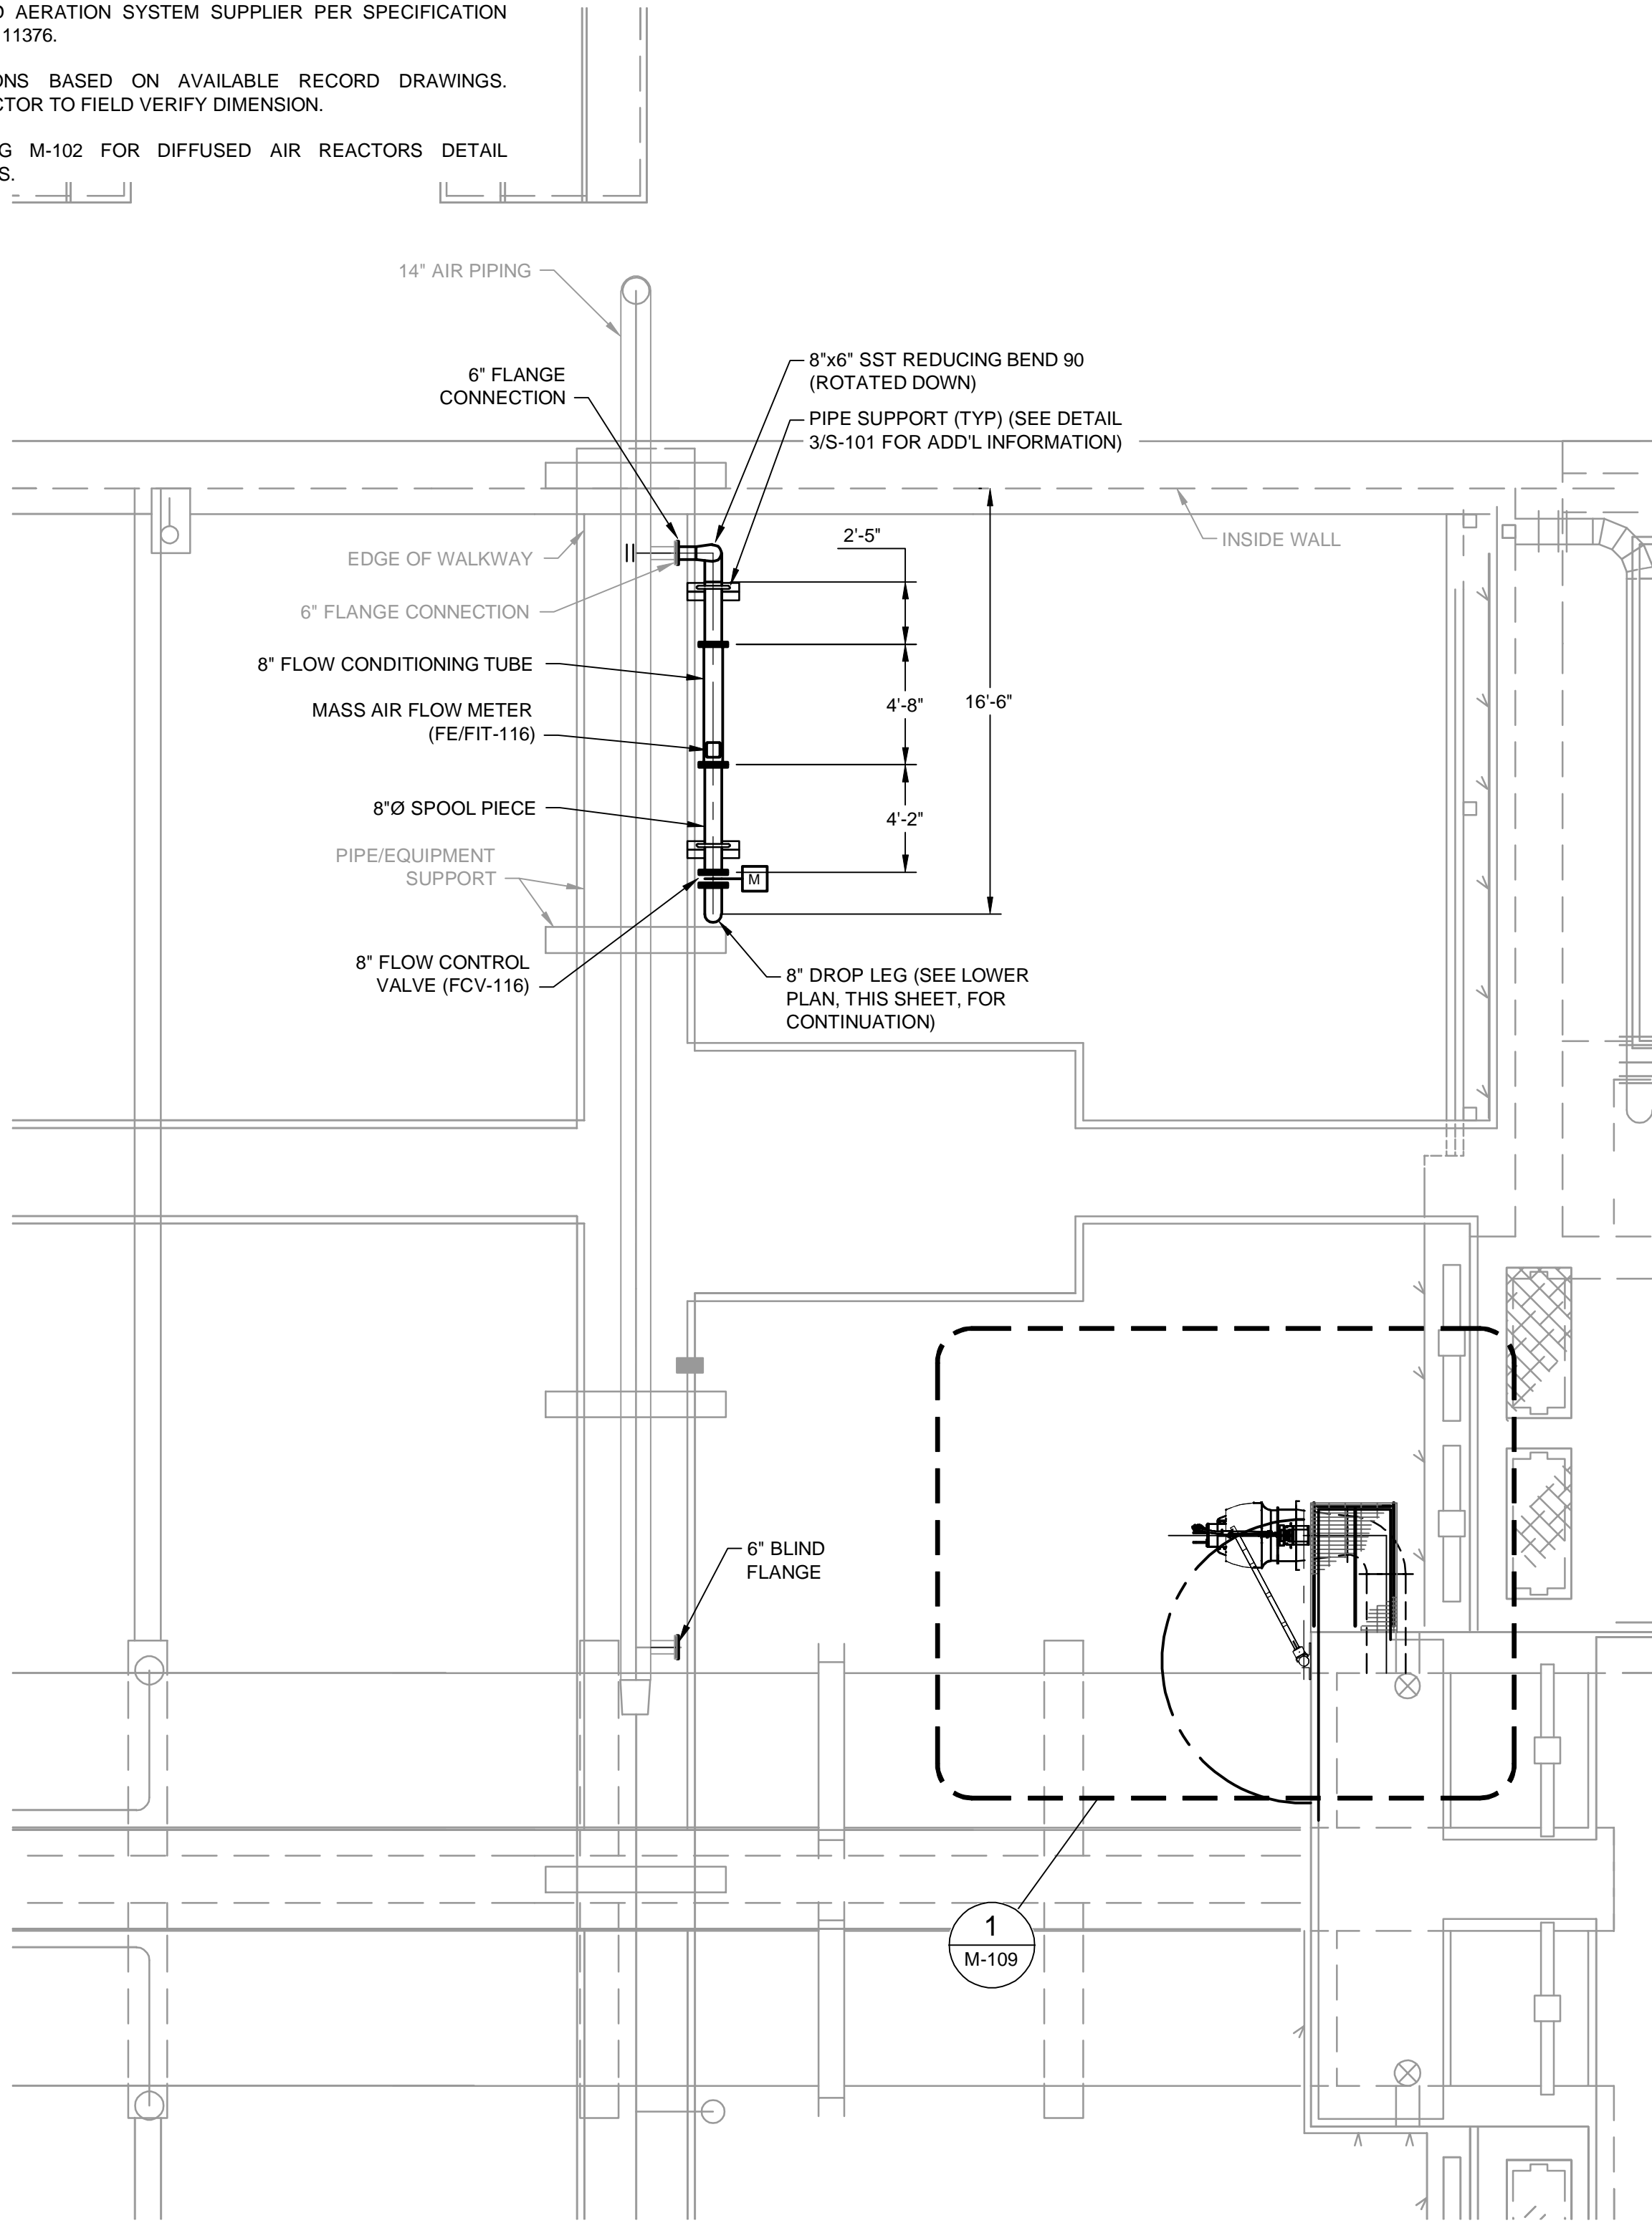 AERATION SYSTEM SUPPLIER PER SPECIFICATION
11376.
BASED ON AVAILABLE RECORD DRAWINGS.
TO FIELD VERIFY DIMENSION.
M-102 FOR DIFFUSED AIR REACTORS DETAIL
14" AIR PIPING
6" FLANGE
CONNECTION
8"x6" SST REDUCING BEND 90
(ROTATED DOWN)
PIPE SUPPORT (TYP) (SEE DETAIL
3/S-101 FOR ADD'L INFORMATION)
2'-5"
INSIDE WALL
EDGE OF WALKWAY
6" FLANGE CONNECTION
8" FLOW CONDITIONING TUBE
4'-8"
16'-6"
MASS AIR FLOW METER
(FE/FIT-116)
8"Ø SPOOL PIECE
4'-2"
PIPE/EQUIPMENT
SUPPORT
M
8" FLOW CONTROL
VALVE (FCV-116)
8" DROP LEG (SEE LOWER
PLAN, THIS SHEET, FOR
CONTINUATION)
6" BLIND
FLANGE
1
M-109